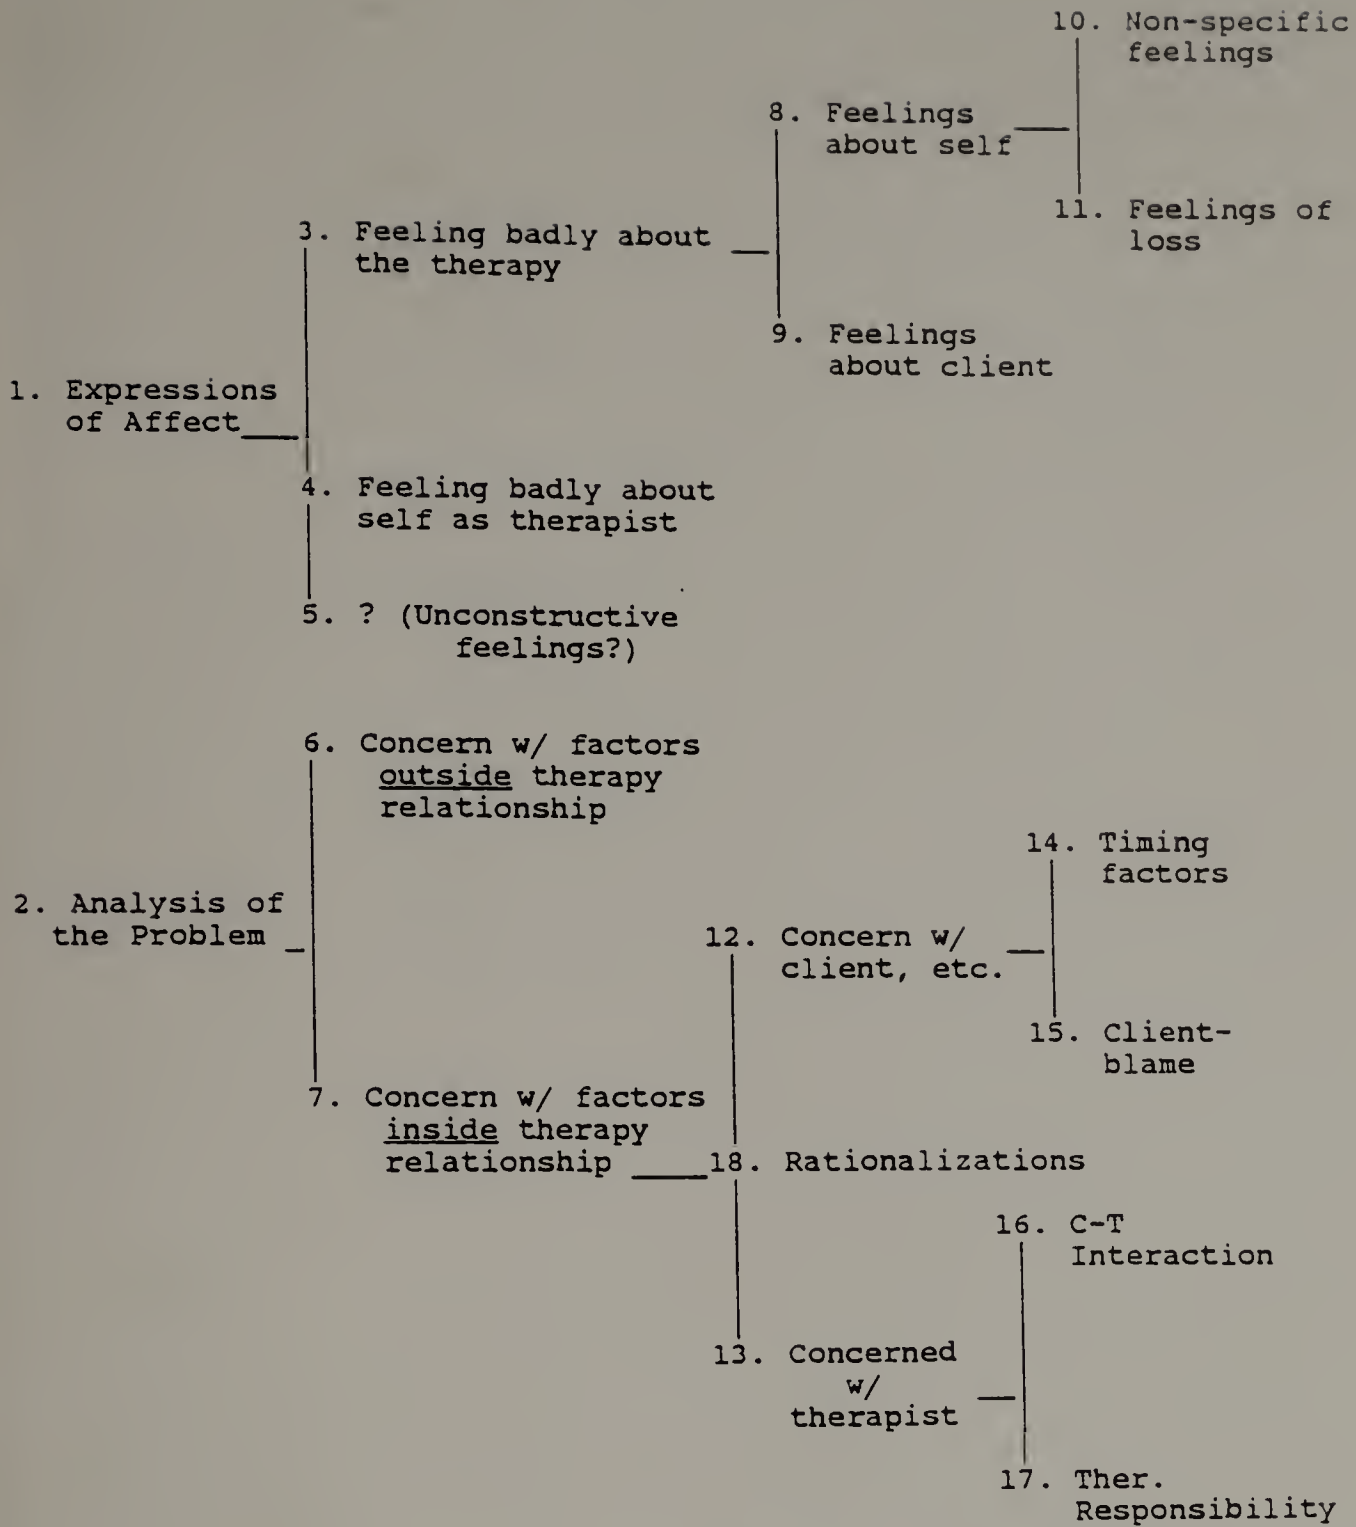 10. Non-specific
feelings
8. Feelings
about self
11. Feelings of
loss
3. Feeling badly about
the therapy
9. Feelings
about client
1. Expressions
of Affect
4. Feeling badly about
self as therapist
5. ? (Unconstructive
feelings?)
6. Concern w/ factors
outside therapy
relationship
14. Timing
factors
2. Analysis of
the Problem
12. Concern w/
client, etc.
15. Client-
blame
7. Concern w/ factors
inside therapy
relationship
18. Rationalizations
16. C-T
Interaction
13. Concerned
w/
therapist
17. Ther.
Responsibility